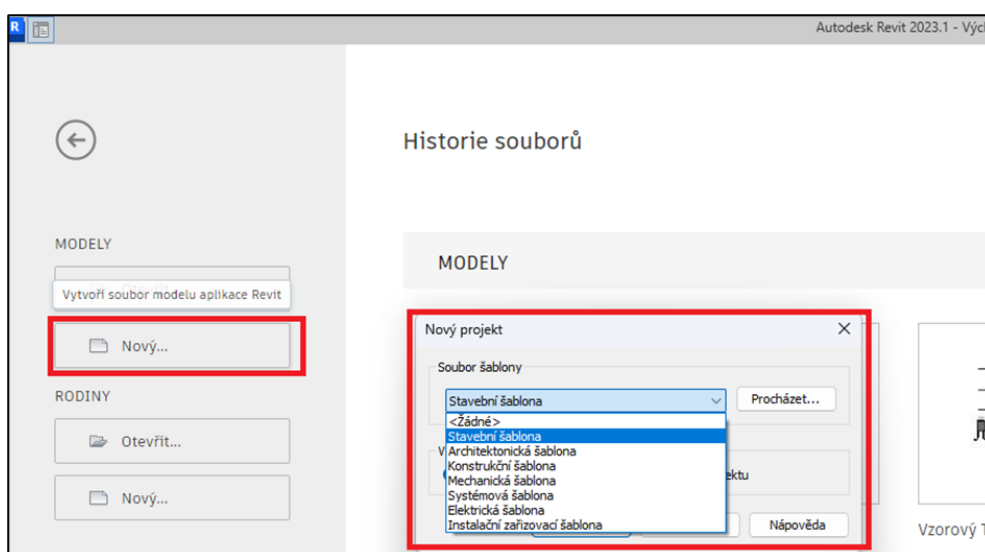 R
Autodesk Revit 2023.1 - Vých
Historie souborů
MODELY
Vytvoří soubor modelu aplikace Revit
Nový...
RODINY
Otevřít...
Nový...
MODELY
Nový projekt
Soubor šablony
Stavební šablona
Procházet...
<Žádné>
Stavební šablona
Architektonická šablona
Konstrukční šablona
Mechanická šablona
Systémová šablona
Elektrická šablona
Instalační zařizovací šablona
Nápověda
Vzorový